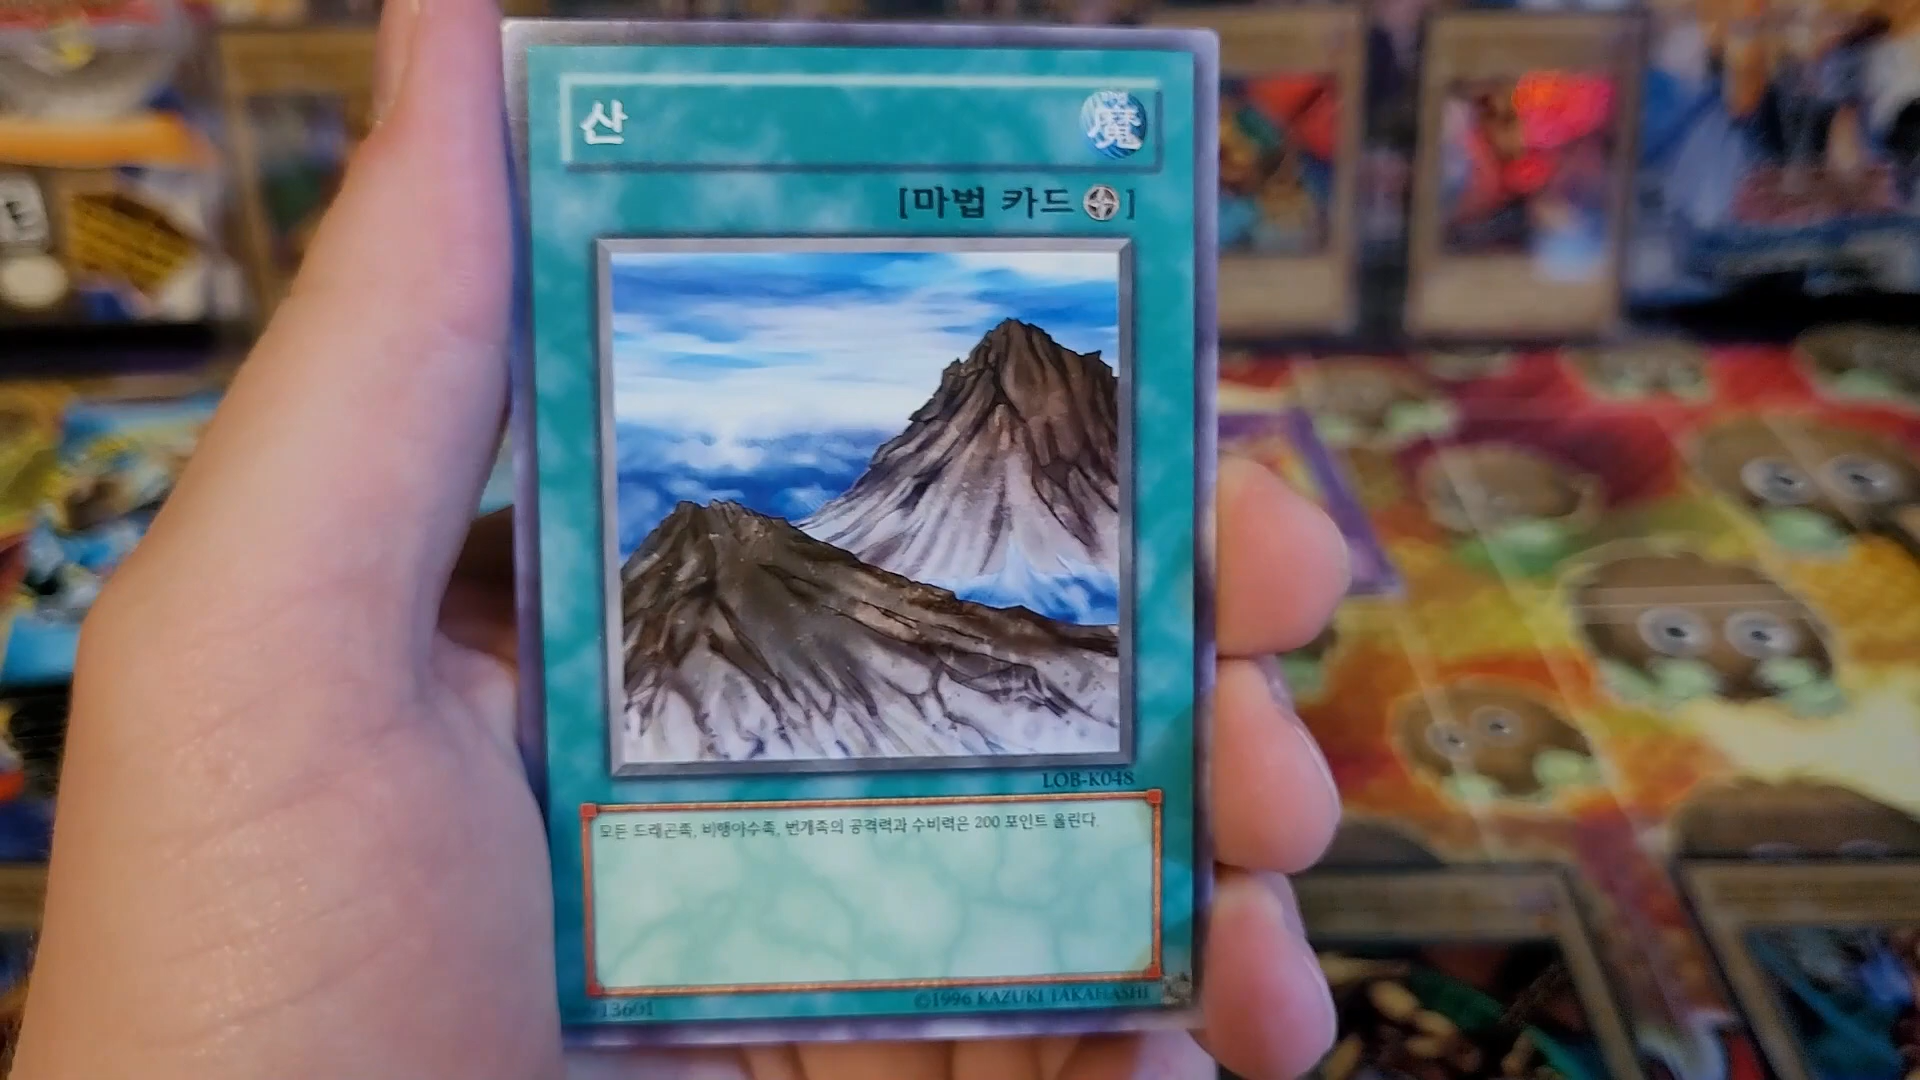 산
魔
[마법 카드]
LOB-K048
모든 드래곤족, 비행야수족, 번개족의 공격력과 수비력은 200 포인트 올린다.
©1996 KAZUKI TAKAHASHI